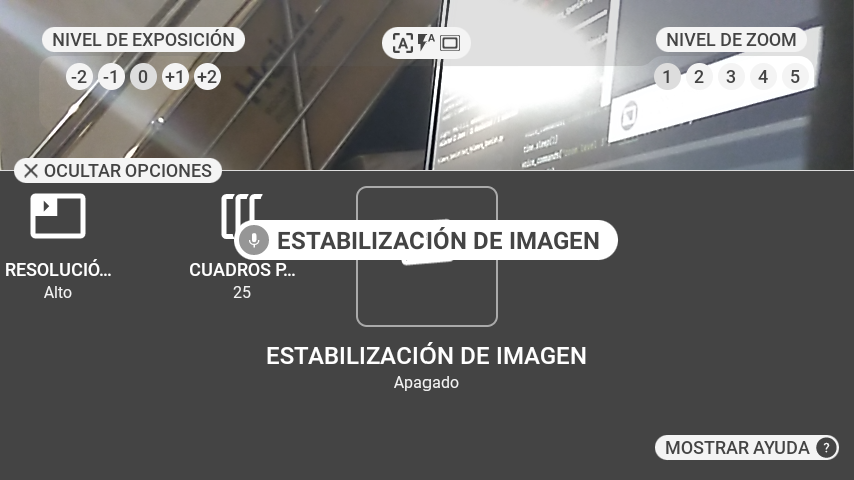 NIVEL DE EXPOSICIÓN
A
A
NIVEL DE ZOOM
-2 -1 0 +1 +2
1 2 3 4 5
OCULTAR OPCIONES
ESTABILIZACIÓN DE IMAGEN
RESOLUCIÓ...
Alto
CUADROS P...
25
ESTABILIZACIÓN DE IMAGEN
Apagado
MOSTRAR AYUDA ?